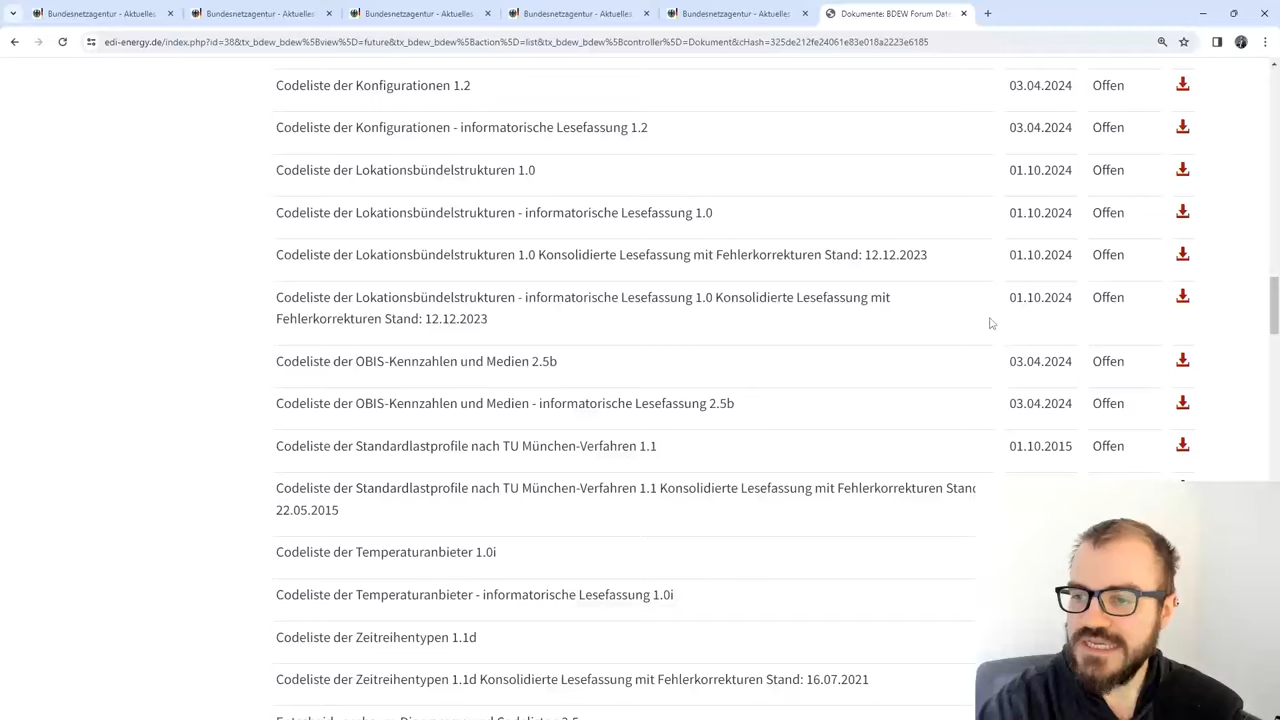 Bundesnetzagentur - Aktuelles
Bundesnetzagentur - Aktuelles
Bundesnetzagentur - Aktuelles
Bundesnetzagentur - Aktuelles
Bundesnetzagentur - Aktuelles
Dokumente: BDEW Forum Date
edi-energy.de/index.php?id=38&tx_bdew_bdew%5Bview%5D=future&tx_bdew_bdew%5Baction%5D=list&tx_bdew_bdew%5Bcontroller%5D=Dokument&cHash=325de212fe24061e83e018a2223e6185
Codeliste der Konfigurationen 1.2 03.04.2024 Offen
Codeliste der Konfigurationen - informatorische Lesefassung 1.2 03.04.2024 Offen
Codeliste der Lokationsbündelstrukturen 1.0 01.10.2024 Offen
Codeliste der Lokationsbündelstrukturen - informatorische Lesefassung 1.0 01.10.2024 Offen
Codeliste der Lokationsbündelstrukturen 1.0 Konsolidierte Lesefassung mit Fehlerkorrekturen Stand: 12.12.2023 01.10.2024 Offen
Codeliste der Lokationsbündelstrukturen - informatorische Lesefassung 1.0 Konsolidierte Lesefassung mit 01.10.2024 Offen
Fehlerkorrekturen Stand: 12.12.2023
Codeliste der OBIS-Kennzahlen und Medien 2.5b 03.04.2024 Offen
Codeliste der OBIS-Kennzahlen und Medien - informatorische Lesefassung 2.5b 03.04.2024 Offen
Codeliste der Standardlastprofile nach TU München-Verfahren 1.1 01.10.2015 Offen
Codeliste der Standardlastprofile nach TU München-Verfahren 1.1 Konsolidierte Lesefassung mit Fehlerkorrekturen Stand
22.05.2015
Codeliste der Temperaturanbieter 1.0i
Codeliste der Temperaturanbieter - informatorische Lesefassung 1.0i
Codeliste der Zeitreihentypen 1.1d
Codeliste der Zeitreihentypen 1.1d Konsolidierte Lesefassung mit Fehlerkorrekturen Stand: 16.07.2021